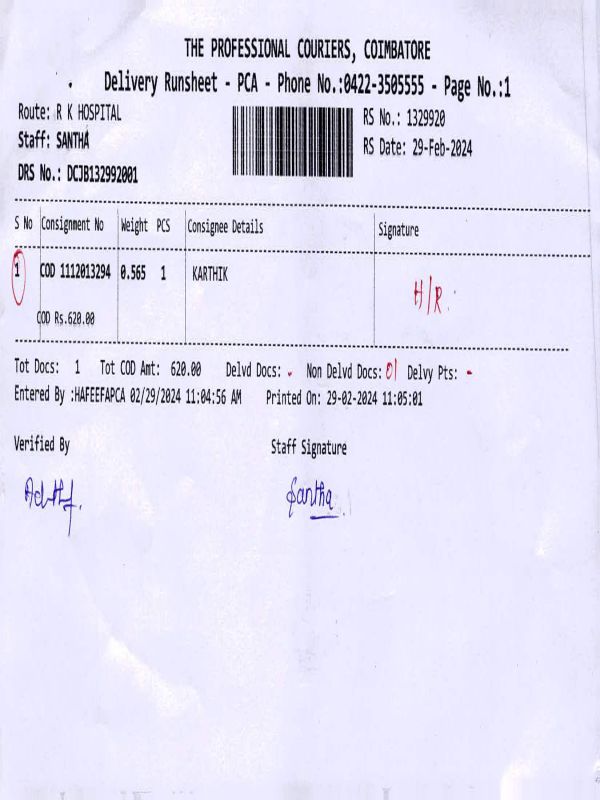 THE PROFESSIONAL COURIERS, COIMBATORE
Delivery Runsheet - PCA - Phone No.:0422-3505555 - Page No.:1
Route: R K HOSPITAL
RS No.: 1329920
Staff: SANTHA
RS Date: 29-Feb-2024
DRS No.: DCJB132992001
S No Consignment No Weight PCS Consignee Details Signature
1 COD 1112013294 0.565 1 KARTHIK H/R.
COD Rs.620.00
Tot Docs: 1 Tot COD Amt: 620.00 Delvd Docs: - Non Delvd Docs: 01 Delvy Pts: -
Entered By :HAFEEFAPCA 02/29/2024 11:04:56 AM Printed On: 29-02-2024 11:05:01
Verified By Staff Signature
Santha